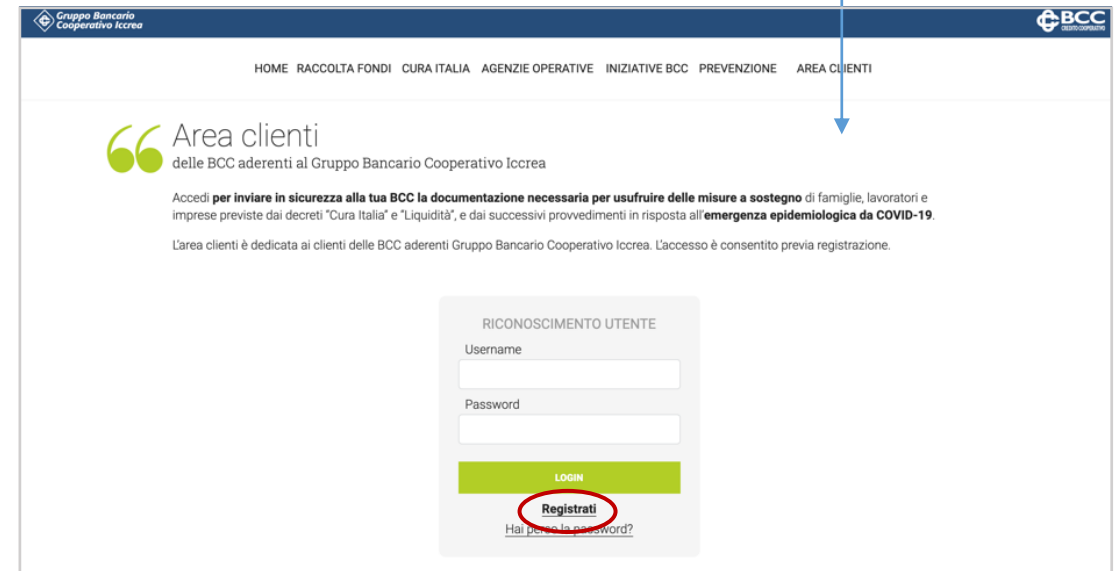 Gruppo Bancario
Cooperativo Iccrea
BCC
CREDITO COOPERATIVO
HOME RACCOLTA FONDI CURA ITALIA AGENZIE OPERATIVE INIZIATIVE BCC PREVENZIONE AREA CLIENTI
Area clienti
delle BCC aderenti al Gruppo Bancario Cooperativo Iccrea
Accedi per inviare in sicurezza alla tua BCC la documentazione necessaria per usufruire delle misure a sostegno di famiglie, lavoratori e
imprese previste dai decreti "Cura Italia" e "Liquidità", e dai successivi provvedimenti in risposta all'emergenza epidemiologica da COVID-19.
L'area clienti è dedicata ai clienti delle BCC aderenti Gruppo Bancario Cooperativo Iccrea. L'accesso è consentito previa registrazione.
RICONOSCIMENTO UTENTE
Username
Password
LOGIN
Registrati
Hai perso la password?